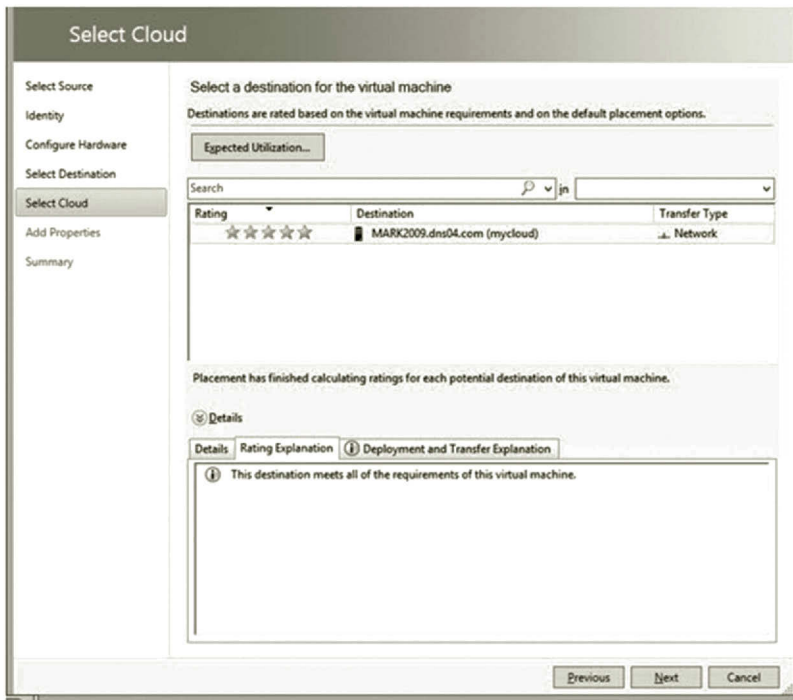 Select Cloud
Select Source
Identity
Configure Hardware
Select Destination
Select Cloud
Add Properties
Summary
Select a destination for the virtual machine
Destinations are rated based on the virtual machine requirements and on the default placement options.
Expected Utilization...
Search in
Rating Destination Transfer Type
MARK2009.dns04.com (mycloud) Network
Placement has finished calculating ratings for each potential destination of this virtual machine.
Details
Details Rating Explanation Deployment and Transfer Explanation
This destination meets all of the requirements of this virtual machine.
Previous Next Cancel